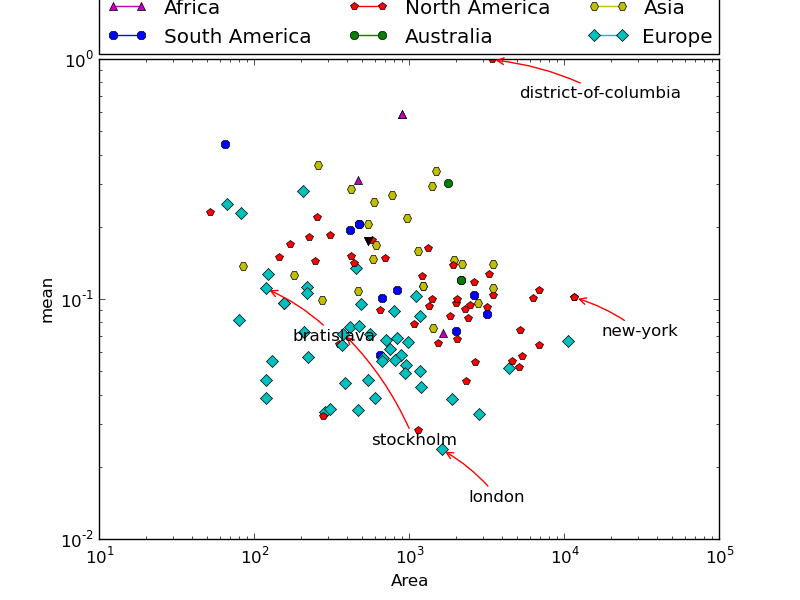 Africa North America Asia
South America Australia Europe
10^0
district-of-columbia
mean
10^-1
new-york
bratislava
stockholm
london
10^-2
10^1 10^2 10^3 10^4 10^5
Area